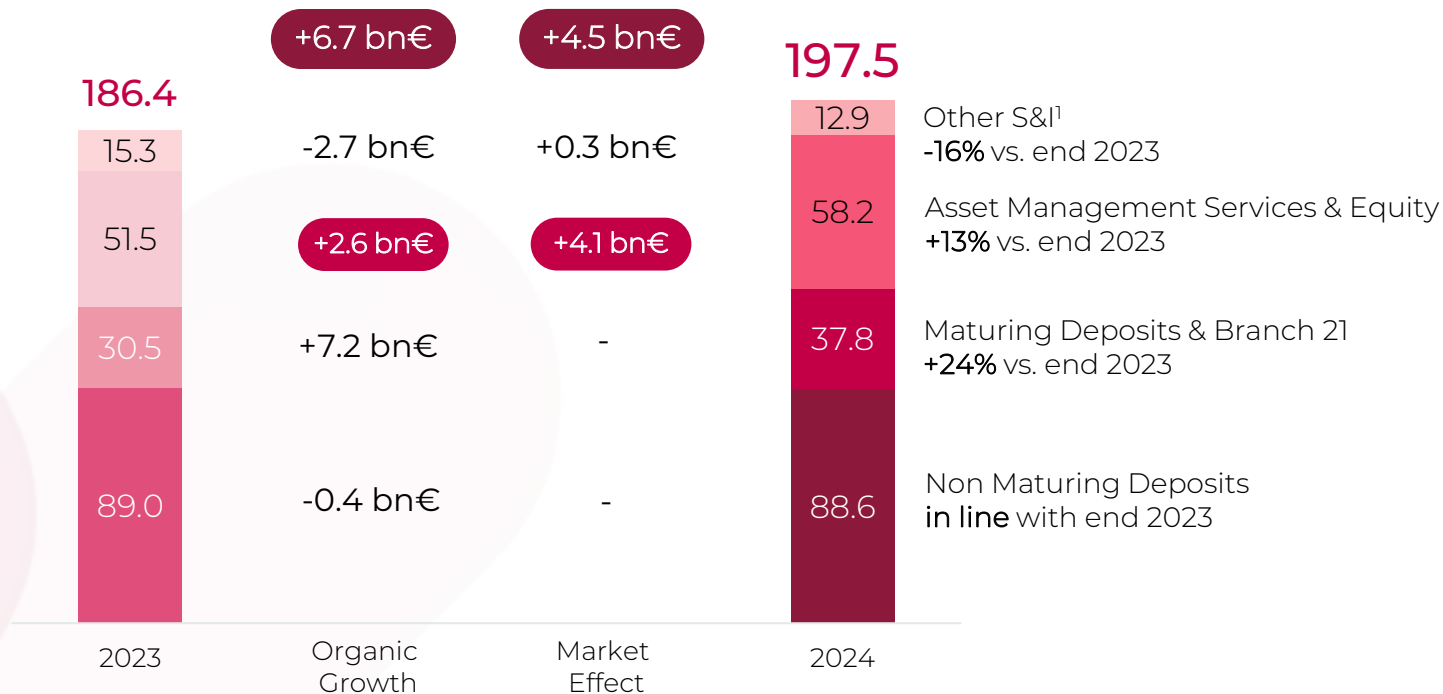 +6.7 bn€
+4.5 bn€
186.4
197.5
15.3
-2.7 bn€
+0.3 bn€
12.9
Other S&I¹
-16% vs. end 2023
51.5
+2.6 bn€
+4.1 bn€
58.2
Asset Management Services & Equity
+13% vs. end 2023
30.5
+7.2 bn€
-
37.8
Maturing Deposits & Branch 21
+24% vs. end 2023
89.0
-0.4 bn€
-
88.6
Non Maturing Deposits
in line with end 2023
2023
Organic
Growth
Market
Effect
2024